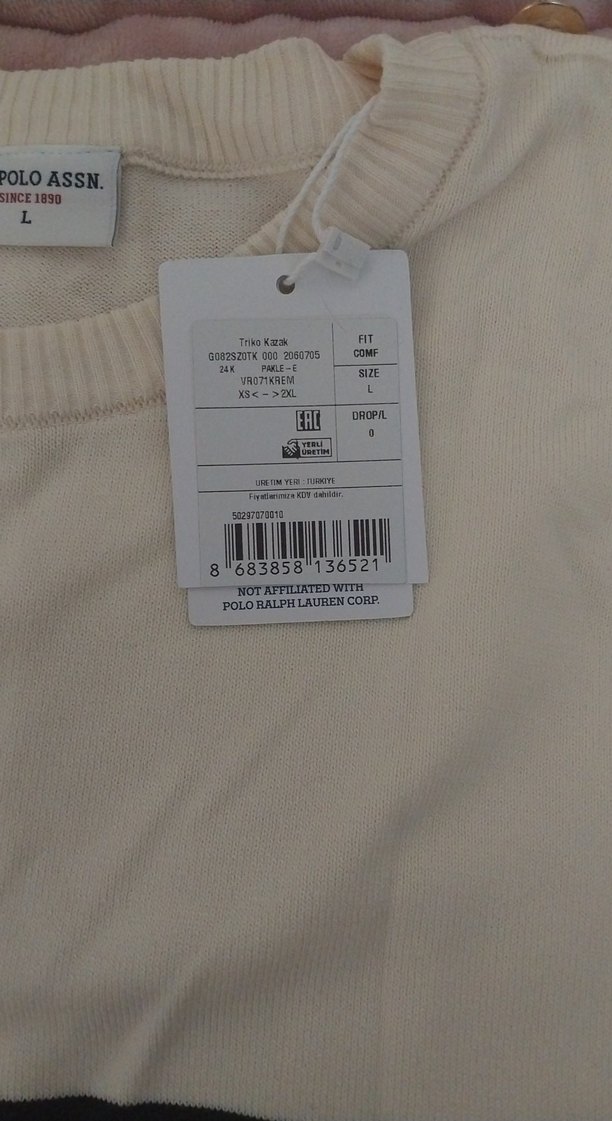 POLO ASSN.
SINCE 1890
L
Triko Kazak
G082SZ0TK 000 2060705
24K PAKLE-E
VR071KREM
XS< - >2XL
FIT
COMF
SIZE
L
DROP/L
0
EAC
YERLİ
ÜRETİM
ÜRETİM YERİ : TÜRKİYE
Fiyatlarımıza KDV dahildir.
50297070010
8 683858 136521
NOT AFFILIATED WITH
POLO RALPH LAUREN CORP.